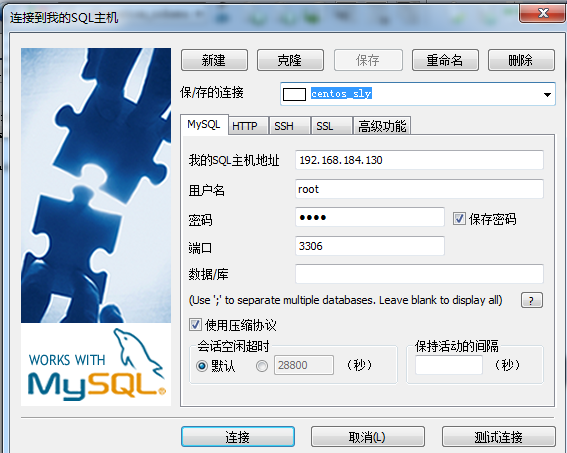 连接到我的SQL主机
新建 克隆 保存 重命名 删除
保/存的连接 centos_sly
MySQL HTTP SSH SSL 高级功能
我的SQL主机地址 192.168.184.130
用户名 root
密码 ●●●● 保存密码
端口 3306
数据/库
(Use ';' to separate multiple databases. Leave blank to display all) ?
使用压缩协议
会话空闲超时 保持活动的间隔
默认 28800 （秒） （秒）
WORKS WITH
MySQL®
连接 取消(L) 测试连接